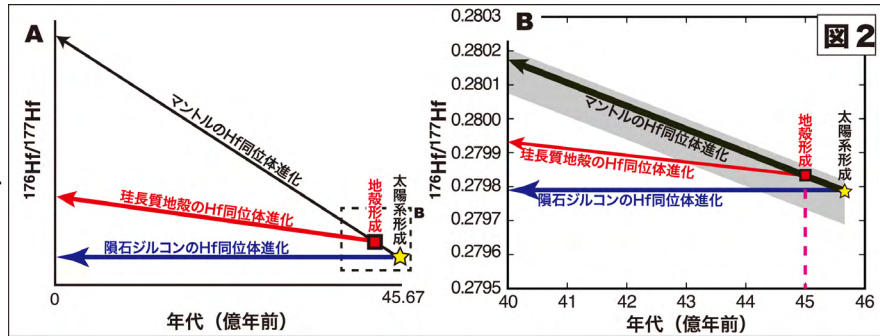 A
176Hf/177Hf
マントルのHf同位体進化
珪長質地殻のHf同位体進化
隕石ジルコンのHf同位体進化
地殻形成
太陽系形成
B
0
45.67
年代（億年前）
B
図2
176Hf/177Hf
0.2803
0.2802
0.2801
0.2800
0.2799
0.2798
0.2797
0.2796
0.2795
マントルのHf同位体進化
珪長質地殻のHf同位体進化
隕石ジルコンのHf同位体進化
地殻形成
太陽系形成
40
41
42
43
44
45
46
年代（億年前）